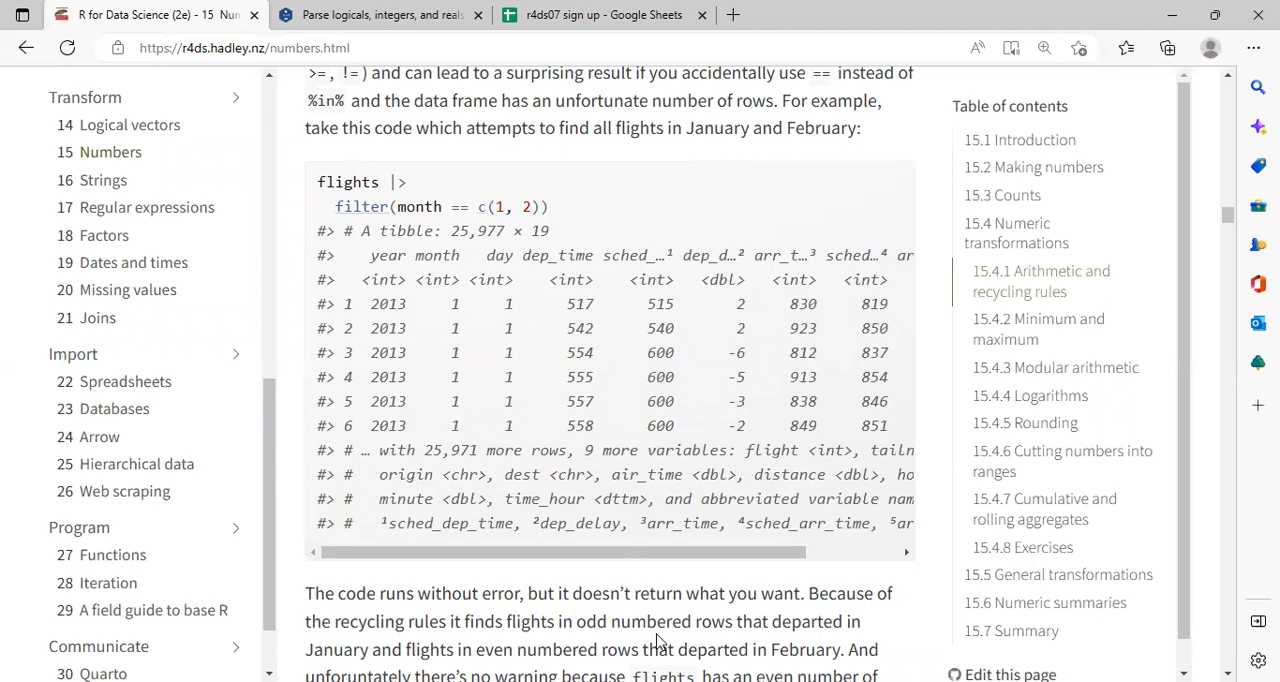 R for Data Science (2e) - 15 Num
Parse logicals, integers, and reals
r4ds07 sign up - Google Sheets
https://r4ds.hadley.nz/numbers.html
Transform
14 Logical vectors
15 Numbers
16 Strings
17 Regular expressions
18 Factors
19 Dates and times
20 Missing values
21 Joins
Import
22 Spreadsheets
23 Databases
24 Arrow
25 Hierarchical data
26 Web scraping
Program
27 Functions
28 Iteration
29 A field guide to base R
Communicate
30 Quarto
>=, !=) and can lead to a surprising result if you accidentally use == instead of
%in% and the data frame has an unfortunate number of rows. For example,
take this code which attempts to find all flights in January and February:
flights |>
filter(month == c(1, 2))
#> # A tibble: 25,977 × 19
#> year month day dep_time sched_…¹ dep_d…² arr_t…³ sched…⁴ ar
#> <int> <int> <int> <int> <int> <dbl> <int> <int>
#> 1 2013 1 1 517 515 2 830 819
#> 2 2013 1 1 542 540 2 923 850
#> 3 2013 1 1 554 600 -6 812 837
#> 4 2013 1 1 555 600 -5 913 854
#> 5 2013 1 1 557 600 -3 838 846
#> 6 2013 1 1 558 600 -2 849 851
#> # … with 25,971 more rows, 9 more variables: flight <int>, tailn
#> # origin <chr>, dest <chr>, air_time <dbl>, distance <dbl>, ho
#> # minute <dbl>, time_hour <dttm>, and abbreviated variable nam
#> # ¹sched_dep_time, ²dep_delay, ³arr_time, ⁴sched_arr_time, ⁵ar
The code runs without error, but it doesn't return what you want. Because of
the recycling rules it finds flights in odd numbered rows that departed in
January and flights in even numbered rows that departed in February. And
unforuntately there's no warning because flights has an even number of
Table of contents
15.1 Introduction
15.2 Making numbers
15.3 Counts
15.4 Numeric
transformations
15.4.1 Arithmetic and
recycling rules
15.4.2 Minimum and
maximum
15.4.3 Modular arithmetic
15.4.4 Logarithms
15.4.5 Rounding
15.4.6 Cutting numbers into
ranges
15.4.7 Cumulative and
rolling aggregates
15.4.8 Exercises
15.5 General transformations
15.6 Numeric summaries
15.7 Summary
Edit this page